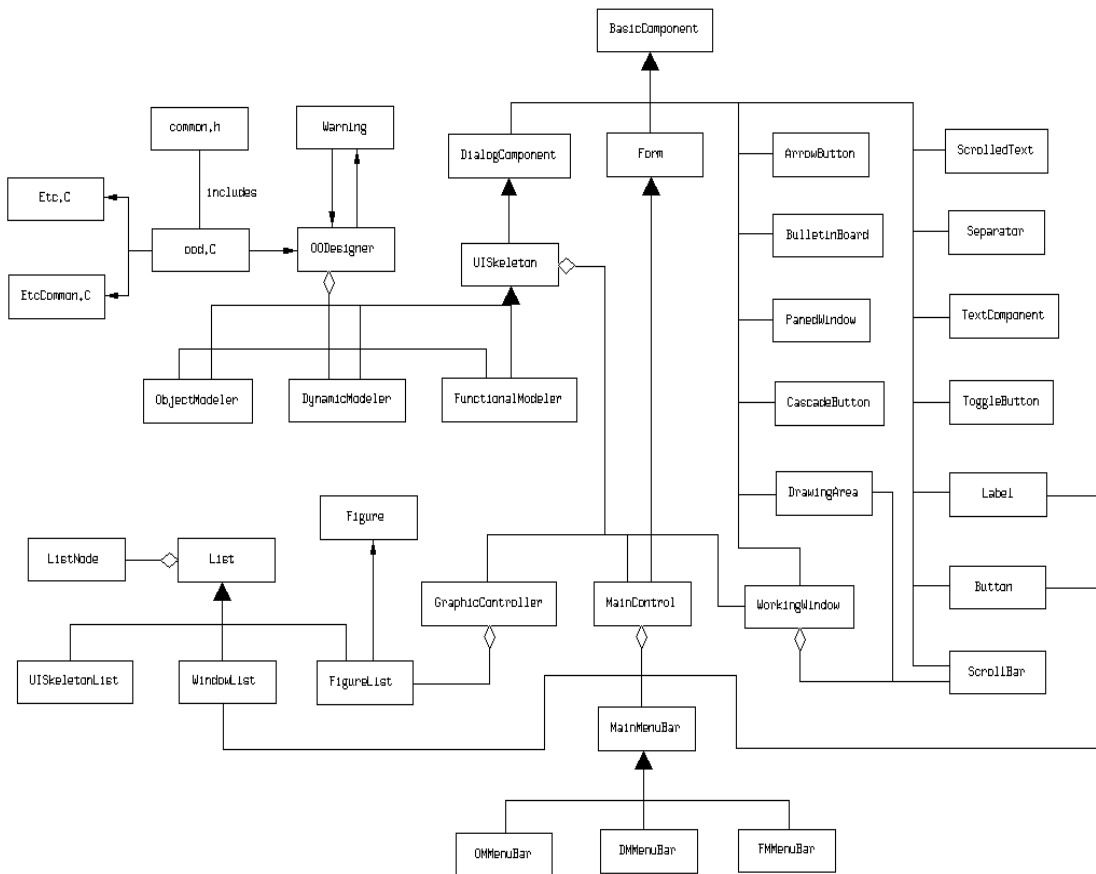 BasicComponent
common.h
Warning
DialogComponent
Form
ArrowButton
ScrolledText
Etc.C
includes
ood.C
OODesigner
UISkeleton
BulletinBoard
Separator
EtcCommon.C
PanedWindow
TextComponent
ObjectModeler
DynamicModeler
FunctionalModeler
CascadeButton
ToggleButton
DrawingArea
Label
Figure
ListNode
List
GraphicController
MainControl
WorkingWindow
Button
UISkeletonList
WindowList
FigureList
ScrollBar
MainMenuBar
OMMenuBar
DMMenuBar
FMMenuBar